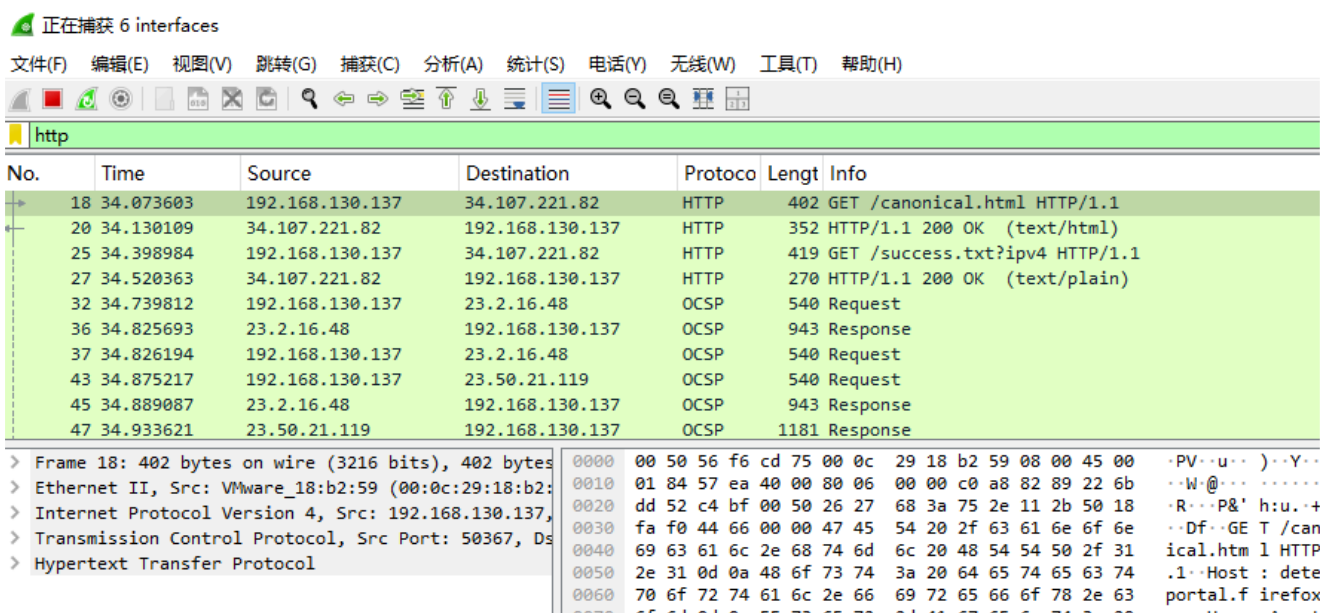 正在捕获 6 interfaces
文件(F) 编辑(E) 视图(V) 跳转(G) 捕获(C) 分析(A) 统计(S) 电话(Y) 无线(W) 工具(T) 帮助(H)
http
No. Time Source Destination Protoco Lengt Info
18 34.073603 192.168.130.137 34.107.221.82 HTTP 402 GET /canonical.html HTTP/1.1
20 34.130109 34.107.221.82 192.168.130.137 HTTP 352 HTTP/1.1 200 OK (text/html)
25 34.398984 192.168.130.137 34.107.221.82 HTTP 419 GET /success.txt?ipv4 HTTP/1.1
27 34.520363 34.107.221.82 192.168.130.137 HTTP 270 HTTP/1.1 200 OK (text/plain)
32 34.739812 192.168.130.137 23.2.16.48 OCSP 540 Request
36 34.825693 23.2.16.48 192.168.130.137 OCSP 943 Response
37 34.826194 192.168.130.137 23.2.16.48 OCSP 540 Request
43 34.875217 192.168.130.137 23.50.21.119 OCSP 540 Request
45 34.889087 23.2.16.48 192.168.130.137 OCSP 943 Response
47 34.933621 23.50.21.119 192.168.130.137 OCSP 1181 Response
Frame 18: 402 bytes on wire (3216 bits), 402 bytes
Ethernet II, Src: VMware_18:b2:59 (00:0c:29:18:b2:
Internet Protocol Version 4, Src: 192.168.130.137,
Transmission Control Protocol, Src Port: 50367, Ds
Hypertext Transfer Protocol
0000 00 50 56 f6 cd 75 00 0c 29 18 b2 59 08 00 45 00 ·PV··u·· )··Y··
0010 01 84 57 ea 40 00 80 06 00 00 c0 a8 82 89 22 6b ··W·@··· ······
0020 dd 52 c4 bf 00 50 26 27 68 3a 75 2e 11 2b 50 18 ·R···P&' h:u.·+
0030 fa f0 44 66 00 00 47 45 54 20 2f 63 61 6e 6f 6e ··Df··GE T /can
0040 69 63 61 6c 2e 68 74 6d 6c 20 48 54 54 50 2f 31 ical.htm l HTTP
0050 2e 31 0d 0a 48 6f 73 74 3a 20 64 65 74 65 63 74 .1··Host : dete
0060 70 6f 72 74 61 6c 2e 66 69 72 65 66 6f 78 2e 63 portal.f irefox